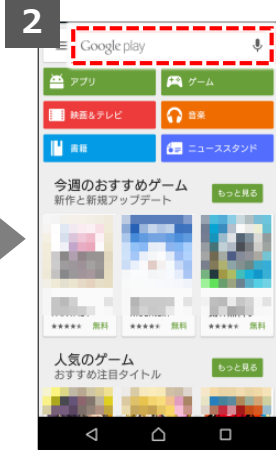 2
Google play
アプリ
ゲーム
映画&テレビ
音楽
書籍
ニューススタンド
今週のおすすめゲーム
新作と新規アップデート
もっと見る
無料
無料
無料
人気のゲーム
おすすめ注目タイトル
もっと見る